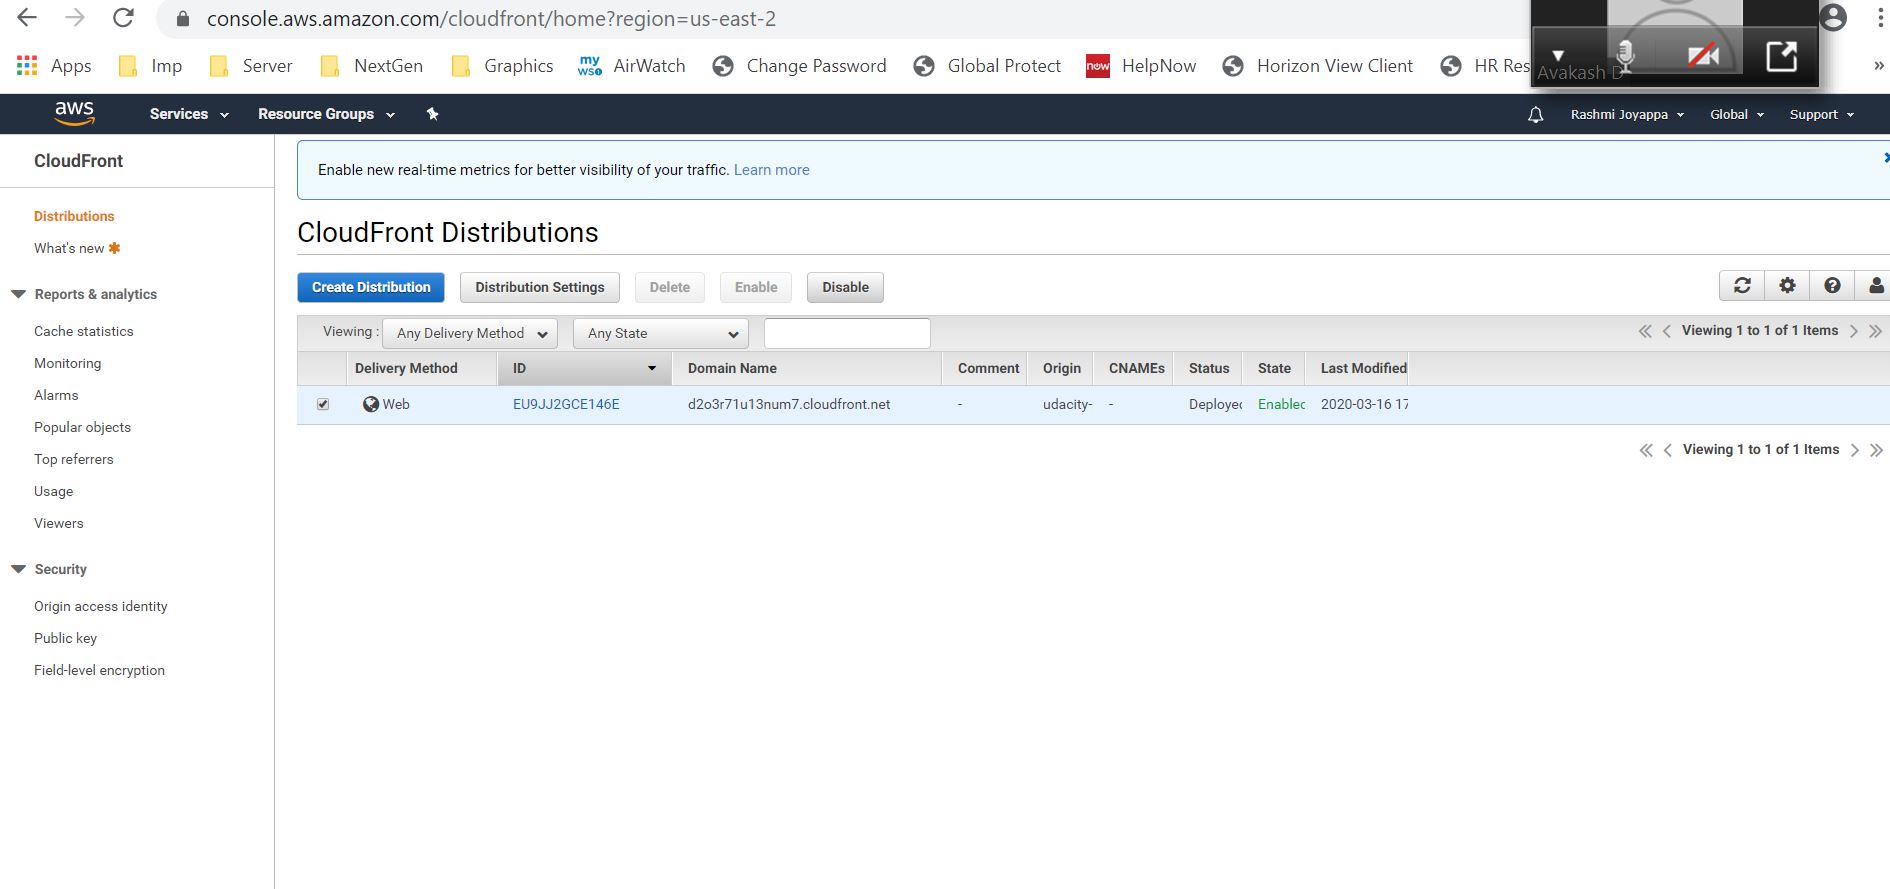 console.aws.amazon.com/cloudfront/home?region=us-east-2
Apps Imp Server NextGen Graphics my WS1 AirWatch Change Password Global Protect now HelpNow Horizon View Client HR Res Avakash D »
aws Services Resource Groups Rashmi Joyappa Global Support
CloudFront
Distributions
What's new
Reports & analytics
Cache statistics
Monitoring
Alarms
Popular objects
Top referrers
Usage
Viewers
Security
Origin access identity
Public key
Field-level encryption
Enable new real-time metrics for better visibility of your traffic. Learn more
CloudFront Distributions
Create Distribution Distribution Settings Delete Enable Disable
Viewing : Any Delivery Method Any State Viewing 1 to 1 of 1 Items
Delivery Method ID Domain Name Comment Origin CNAMEs Status State Last Modified
Web EU9JJ2GCE146E d2o3r71u13num7.cloudfront.net - udacity- - Deployed Enabled 2020-03-16 17
Viewing 1 to 1 of 1 Items